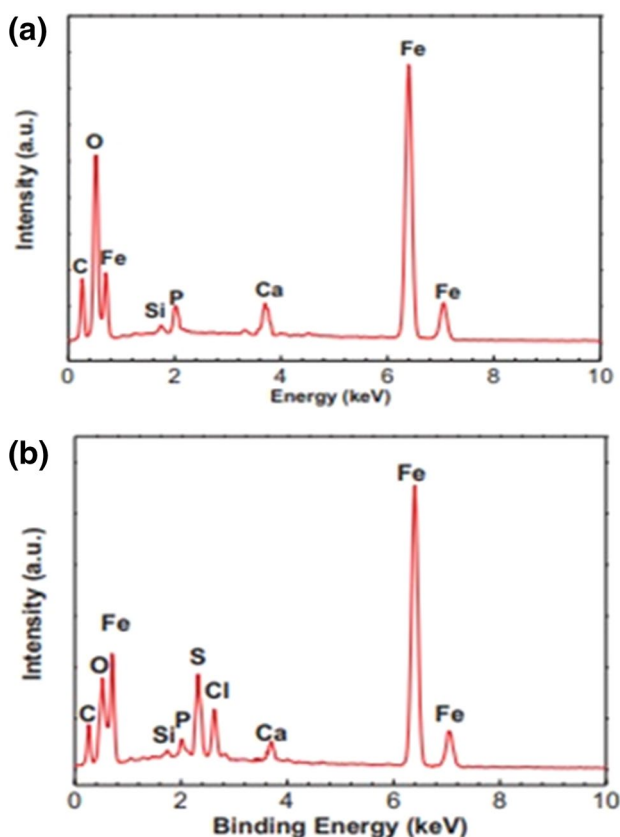 (a)
Fe
O
C Fe
Si P
Ca
Fe
Intensity (a.u.)
0 2 4 6 8 10
Energy (keV)
(b)
Fe
Fe
O
S
Cl
C
Si P
Ca
Fe
Intensity (a.u.)
0 2 4 6 8 10
Binding Energy (keV)